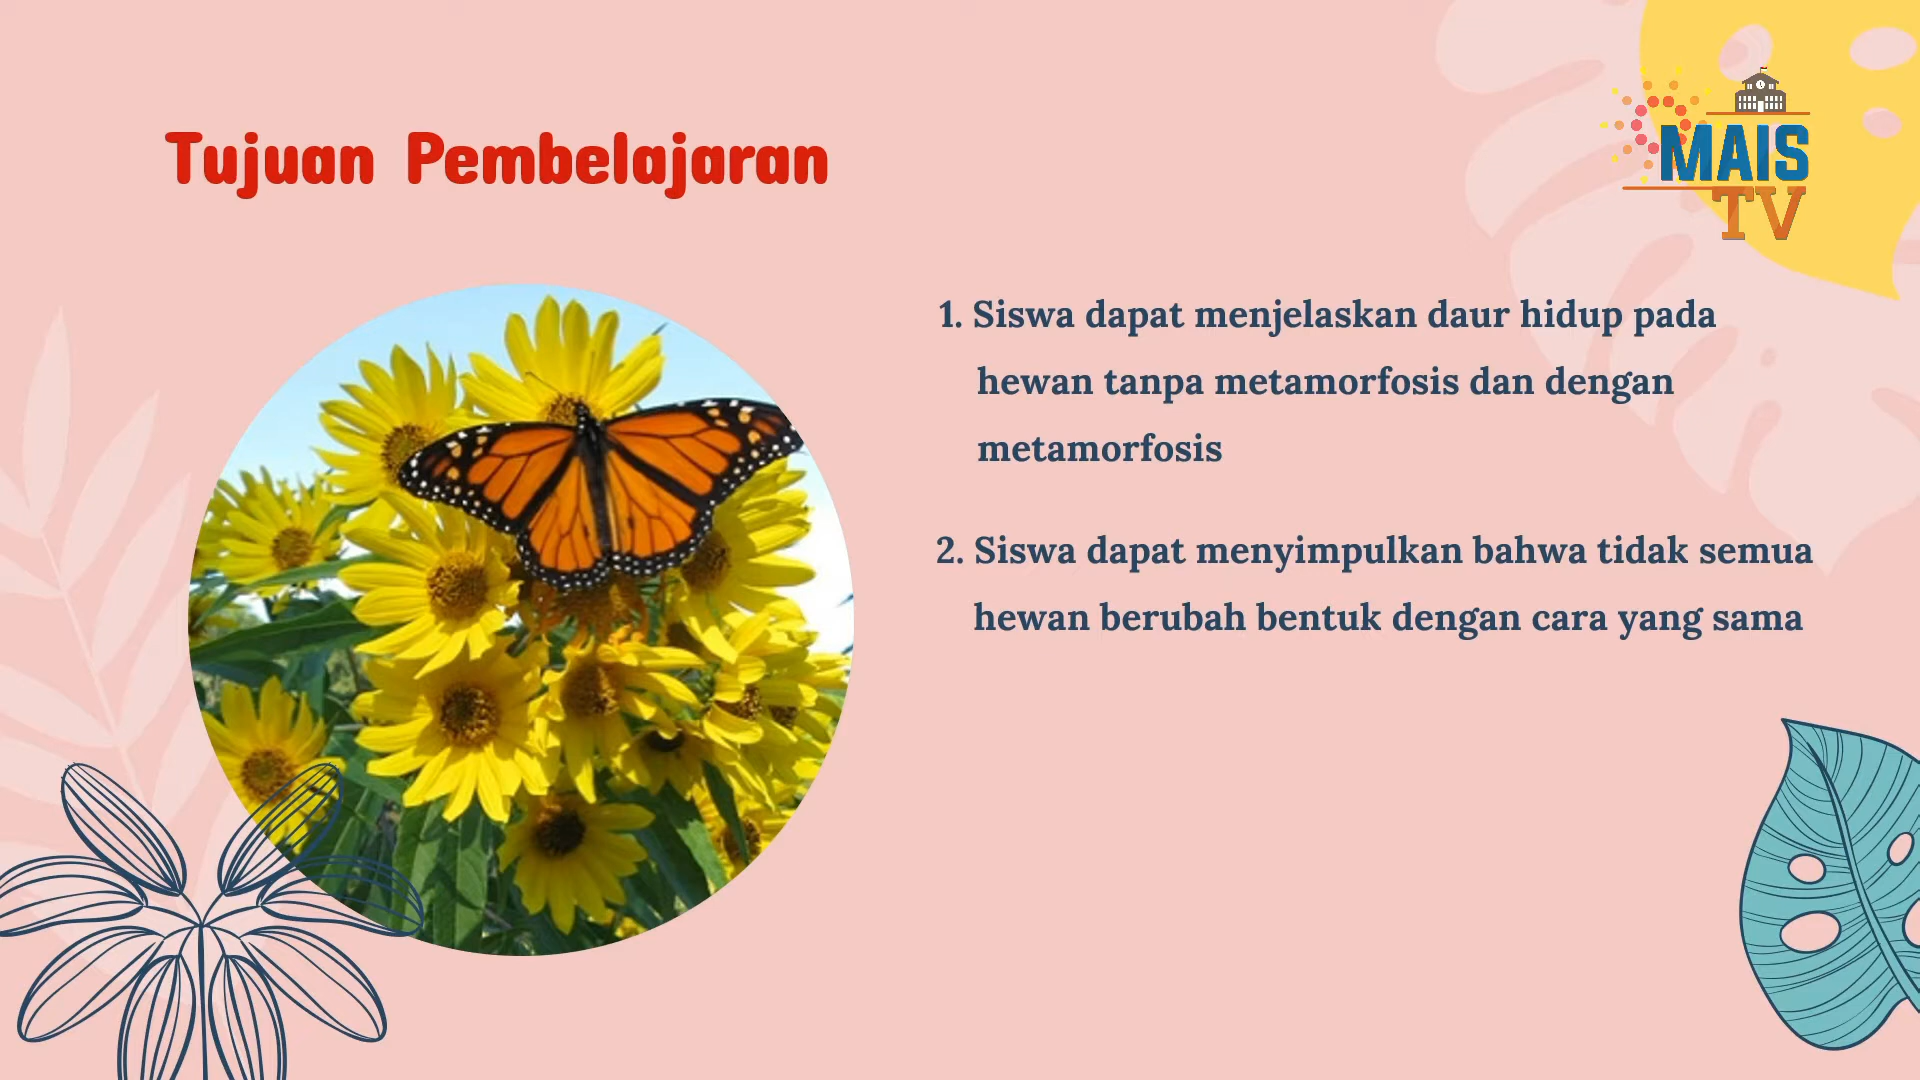 Tujuan Pembelajaran
MAIS
TV
1. Siswa dapat menjelaskan daur hidup pada
hewan tanpa metamorfosis dan dengan
metamorfosis
2. Siswa dapat menyimpulkan bahwa tidak semua
hewan berubah bentuk dengan cara yang sama